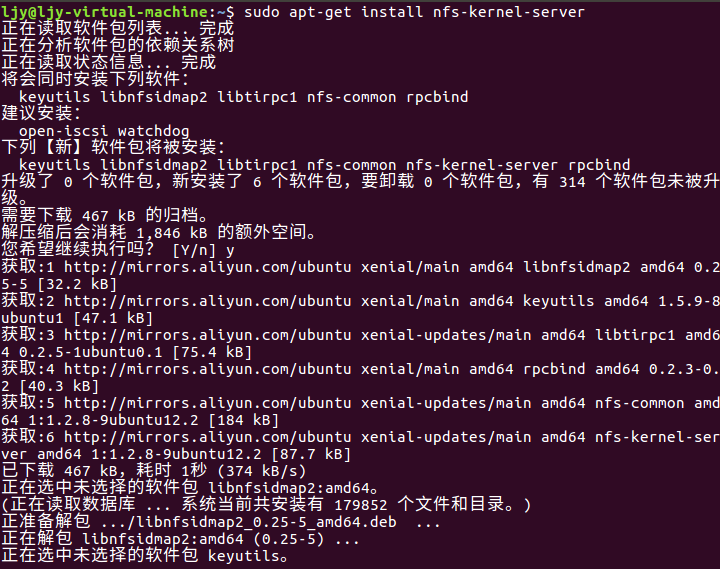 ljy@ljy-virtual-machine:~$ sudo apt-get install nfs-kernel-server
正在读取软件包列表... 完成
正在分析软件包的依赖关系树
正在读取状态信息... 完成
将会同时安装下列软件：
  keyutils libnfsidmap2 libtirpc1 nfs-common rpcbind
建议安装：
  open-iscsi watchdog
下列【新】软件包将被安装：
  keyutils libnfsidmap2 libtirpc1 nfs-common nfs-kernel-server rpcbind
升级了 0 个软件包，新安装了 6 个软件包，要卸载 0 个软件包，有 314 个软件包未被升
级。
需要下载 467 kB 的归档。
解压缩后会消耗 1,846 kB 的额外空间。
您希望继续执行吗？ [Y/n] y
获取:1 http://mirrors.aliyun.com/ubuntu xenial/main amd64 libnfsidmap2 amd64 0.2
5-5 [32.2 kB]
获取:2 http://mirrors.aliyun.com/ubuntu xenial/main amd64 keyutils amd64 1.5.9-8
ubuntu1 [47.1 kB]
获取:3 http://mirrors.aliyun.com/ubuntu xenial-updates/main amd64 libtirpc1 amd6
4 0.2.5-1ubuntu0.1 [75.4 kB]
获取:4 http://mirrors.aliyun.com/ubuntu xenial/main amd64 rpcbind amd64 0.2.3-0.
2 [40.3 kB]
获取:5 http://mirrors.aliyun.com/ubuntu xenial-updates/main amd64 nfs-common amd
64 1:1.2.8-9ubuntu12.2 [184 kB]
获取:6 http://mirrors.aliyun.com/ubuntu xenial-updates/main amd64 nfs-kernel-ser
ver amd64 1:1.2.8-9ubuntu12.2 [87.7 kB]
已下载 467 kB，耗时 1秒 (374 kB/s)
正在选中未选择的软件包 libnfsidmap2:amd64。
(正在读取数据库 ... 系统当前共安装有 179852 个文件和目录。)
正准备解包 .../libnfsidmap2_0.25-5_amd64.deb  ...
正在解包 libnfsidmap2:amd64 (0.25-5) ...
正在选中未选择的软件包 keyutils。